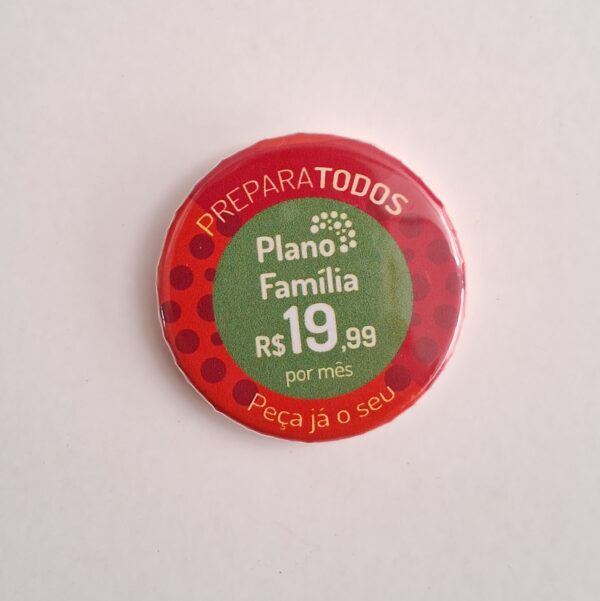 PREPARATODOS
Plano
Família
R$19,99
por mês
Peça já o seu